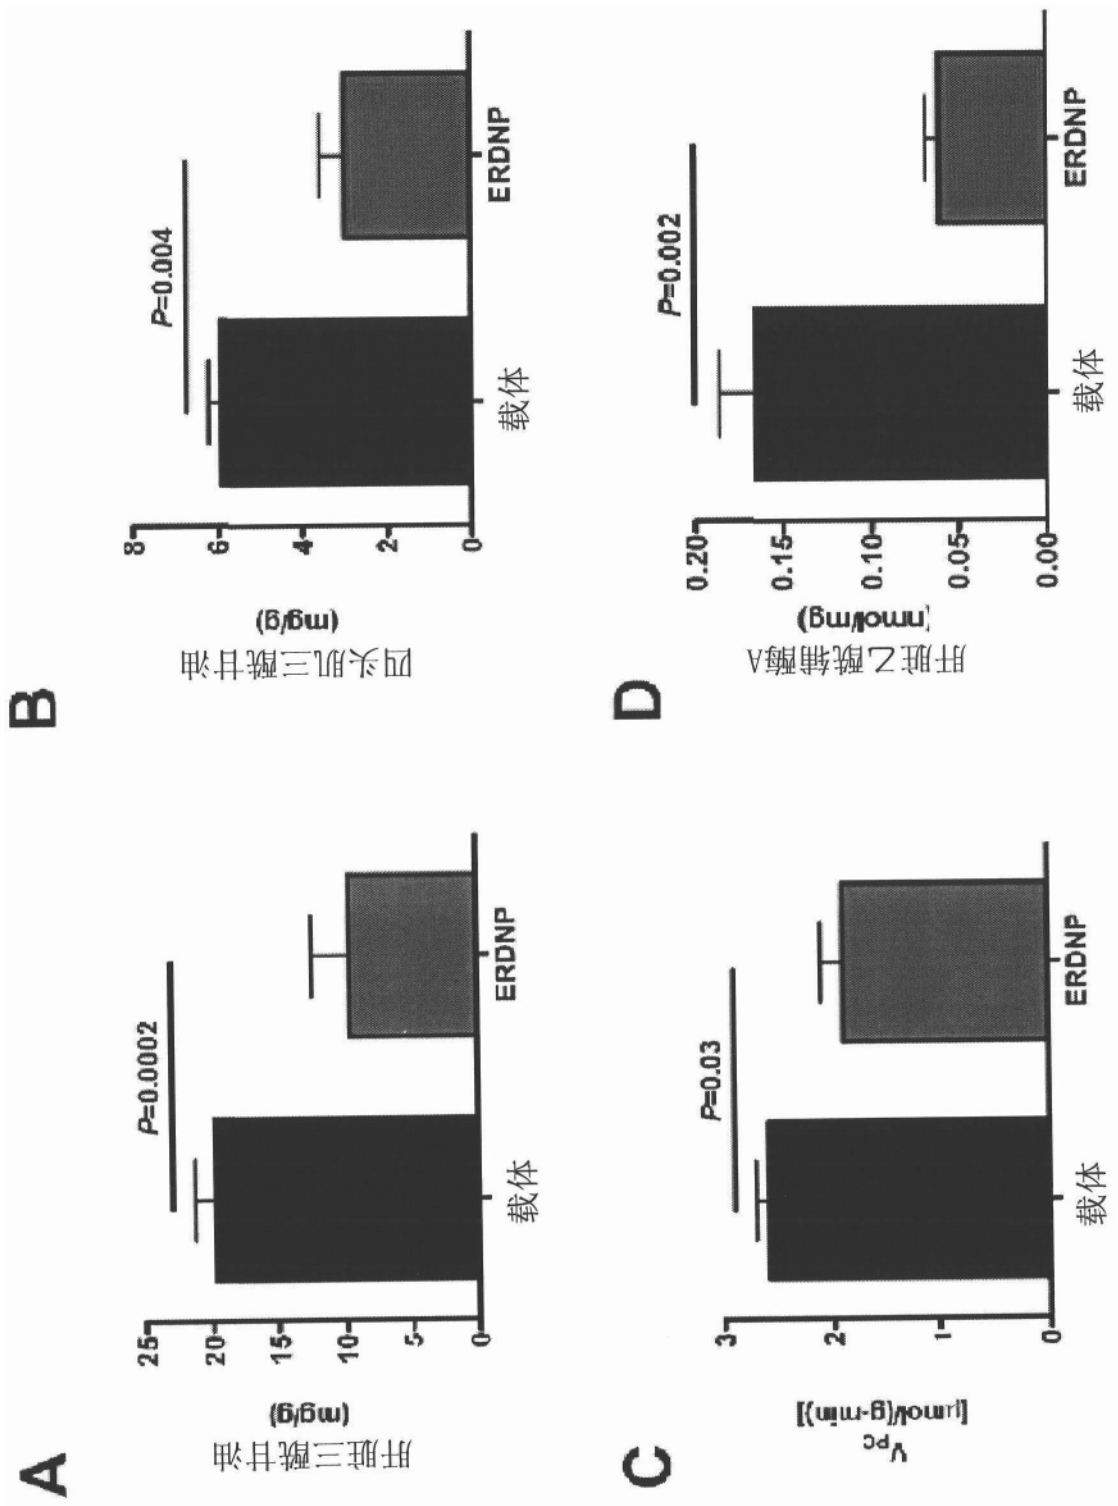 A
肝脏三酰甘油
(mg/g)
25
20
15
10
5
0
P=0.0002
载体
ERDNP
B
四头肌三酰甘油
(mg/g)
8
6
4
2
0
P=0.004
载体
ERDNP
C
VPC
[μmol/(g-min)]
3
2
1
0
P=0.03
载体
ERDNP
D
肝脏乙酰辅酶A
(nmol/mg)
0.20
0.15
0.10
0.05
0.00
P=0.002
载体
ERDNP